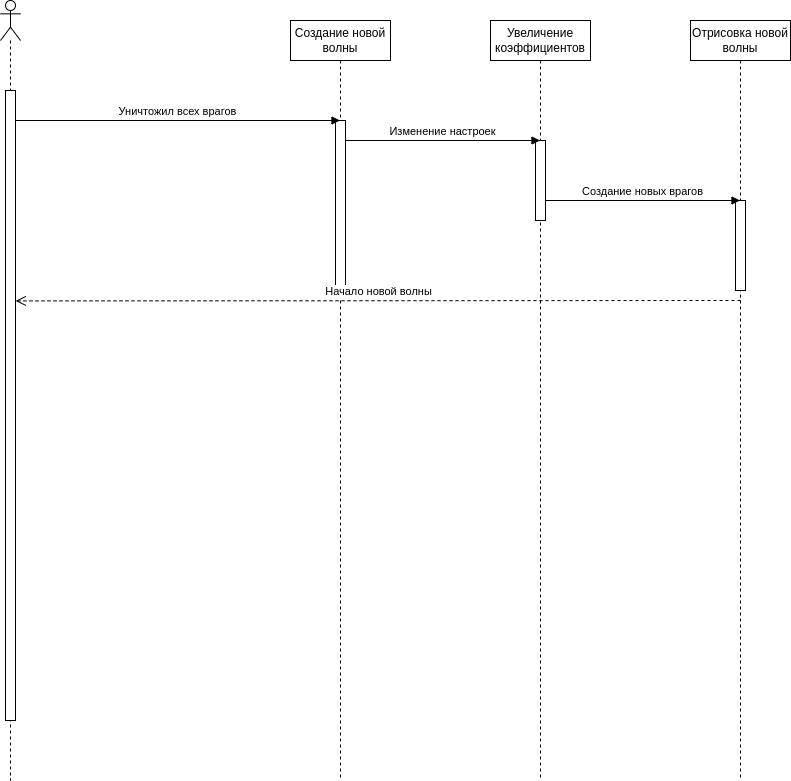 Создание новой
волны
Увеличение
коэффициентов
Отрисовка новой
волны
Уничтожил всех врагов
Изменение настроек
Создание новых врагов
Начало новой волны